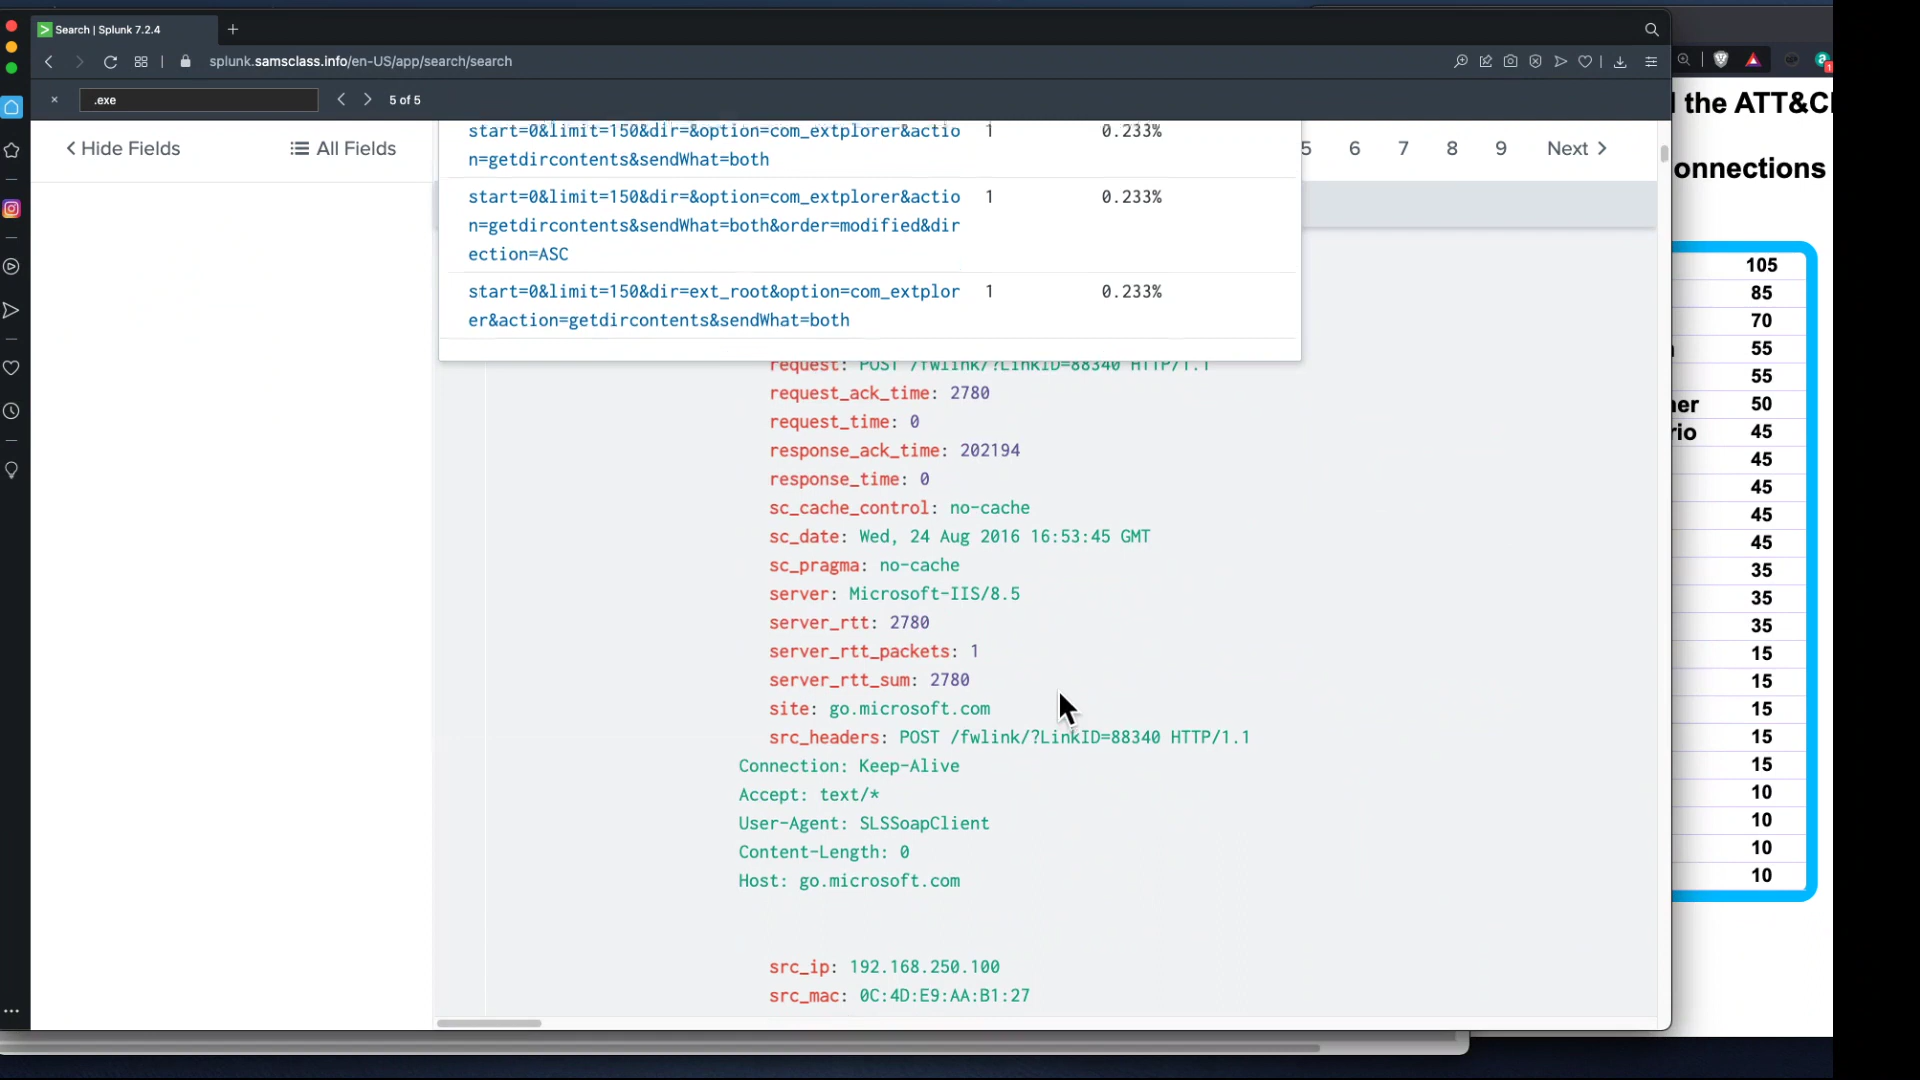 Search | Splunk 7.2.4
splunk.samsclass.info/en-US/app/search/search
.exe
5 of 5
Hide Fields
All Fields
start=0&limit=150&dir=&option=com_extplorer&actio 1 0.233%
n=getdircontents&sendWhat=both
start=0&limit=150&dir=&option=com_extplorer&actio 1 0.233%
n=getdircontents&sendWhat=both&order=modified&dir
ection=ASC
start=0&limit=150&dir=ext_root&option=com_extplor 1 0.233%
er&action=getdircontents&sendWhat=both
5 6 7 8 9 Next
request: POST /fwlink/?LinkID=88340 HTTP/1.1
request_ack_time: 2780
request_time: 0
response_ack_time: 202194
response_time: 0
sc_cache_control: no-cache
sc_date: Wed, 24 Aug 2016 16:53:45 GMT
sc_pragma: no-cache
server: Microsoft-IIS/8.5
server_rtt: 2780
server_rtt_packets: 1
server_rtt_sum: 2780
site: go.microsoft.com
src_headers: POST /fwlink/?LinkID=88340 HTTP/1.1
Connection: Keep-Alive
Accept: text/*
User-Agent: SLSSoapClient
Content-Length: 0
Host: go.microsoft.com
src_ip: 192.168.250.100
src_mac: 0C:4D:E9:AA:B1:27
the ATT&C
onnections
105
85
70
55
55
er 50
rio 45
45
45
45
45
35
35
35
15
15
15
15
15
10
10
10
10